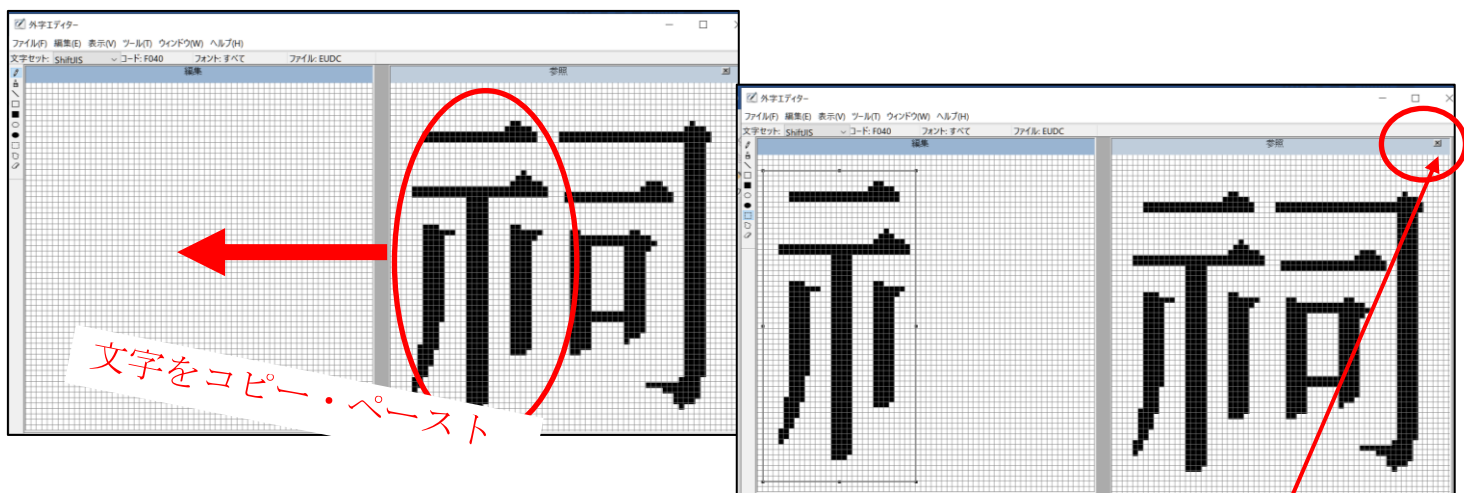 外字エディター
ファイル(F) 編集(E) 表示(V) ツール(T) ウィンドウ(W) ヘルプ(H)
文字セット: ShiftJIS コード: F040 フォント: すべて ファイル: EUDC
編集 参照
祠
文字をコピー・ペースト
外字エディター
ファイル(F) 編集(E) 表示(V) ツール(T) ウィンドウ(W) ヘルプ(H)
文字セット: ShiftJIS コード: F040 フォント: すべて ファイル: EUDC
編集 参照
示 祠